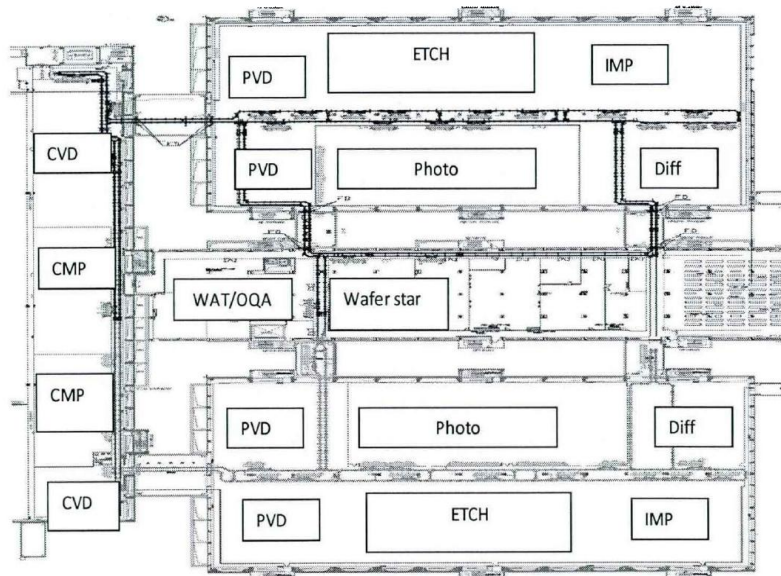 ETCH
PVD
IMP
CVD
PVD
Photo
Diff
CMP
WAT/OQA
Wafer star
CMP
PVD
Photo
Diff
CVD
PVD
ETCH
IMP